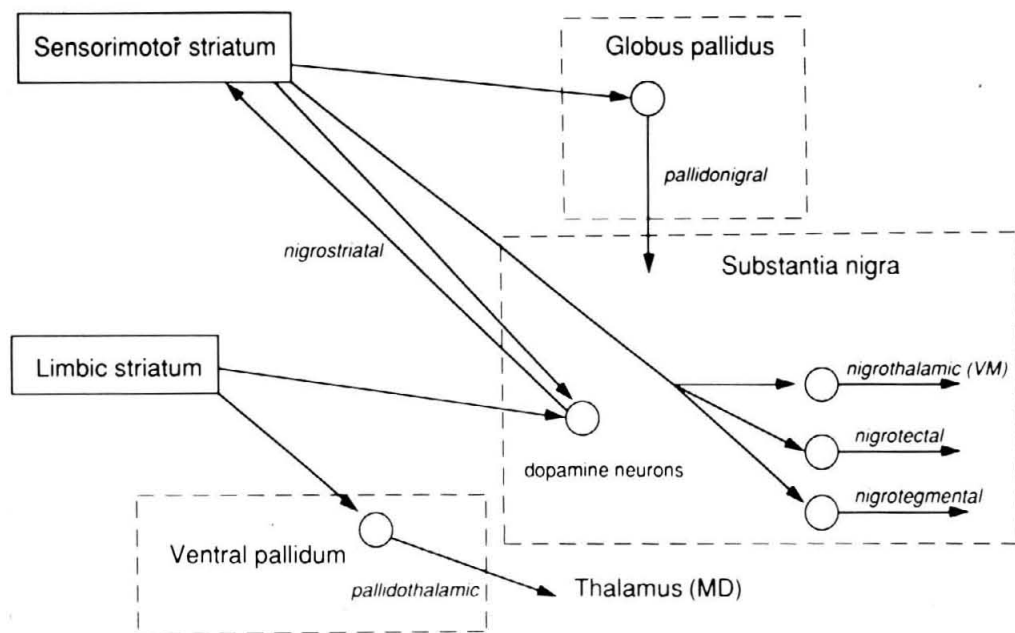 Sensorimotor striatum
Globus pallidus
pallidonigral
nigrostriatal
Substantia nigra
Limbic striatum
nigrothalamic (VM)
nigrotectal
dopamine neurons
nigrotegmental
Ventral pallidum
pallidothalamic
Thalamus (MD)